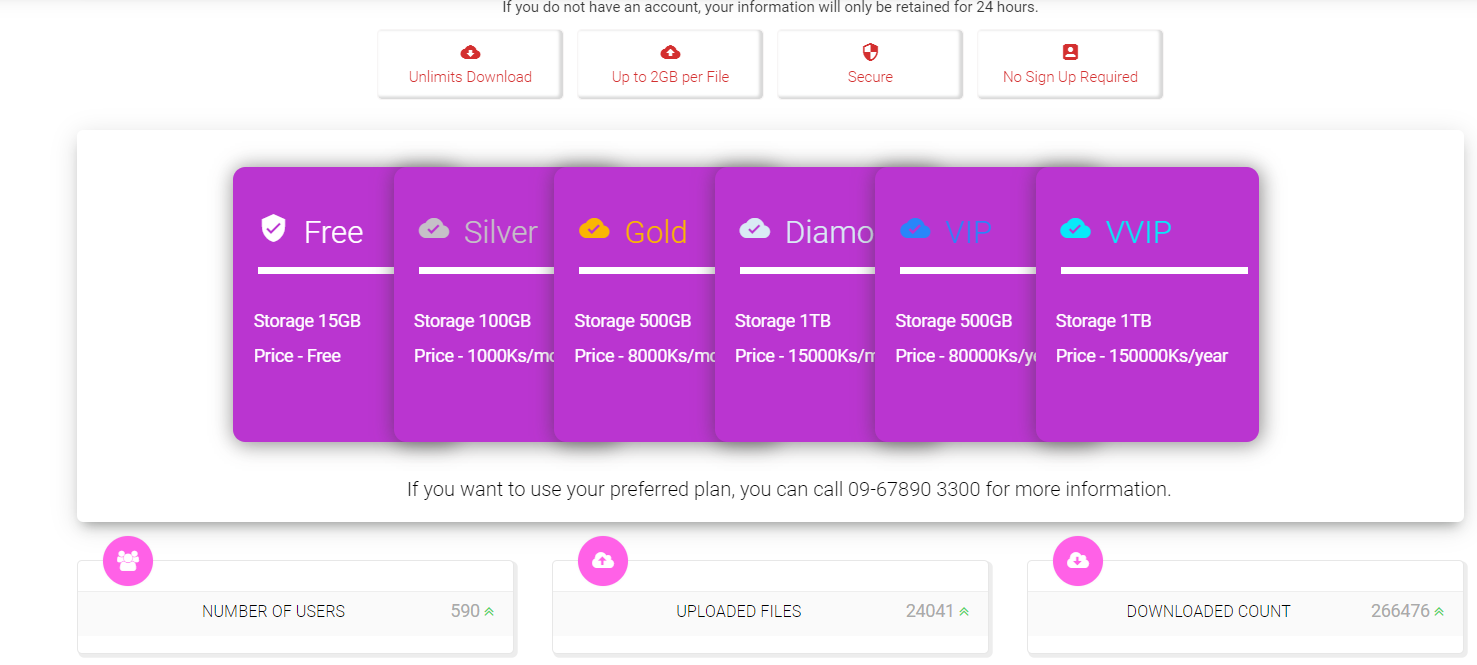 If you do not have an account, your information will only be retained for 24 hours.
Unlimits Download
Up to 2GB per File
Secure
No Sign Up Required
Free
Storage 15GB
Price - Free
Silver
Storage 100GB
Price - 1000Ks/mo
Gold
Storage 500GB
Price - 8000Ks/mo
Diamo
Storage 1TB
Price - 15000Ks/m
VIP
Storage 500GB
Price - 80000Ks/ye
VVIP
Storage 1TB
Price - 150000Ks/year
If you want to use your preferred plan, you can call 09-67890 3300 for more information.
NUMBER OF USERS 590
UPLOADED FILES 24041
DOWNLOADED COUNT 266476